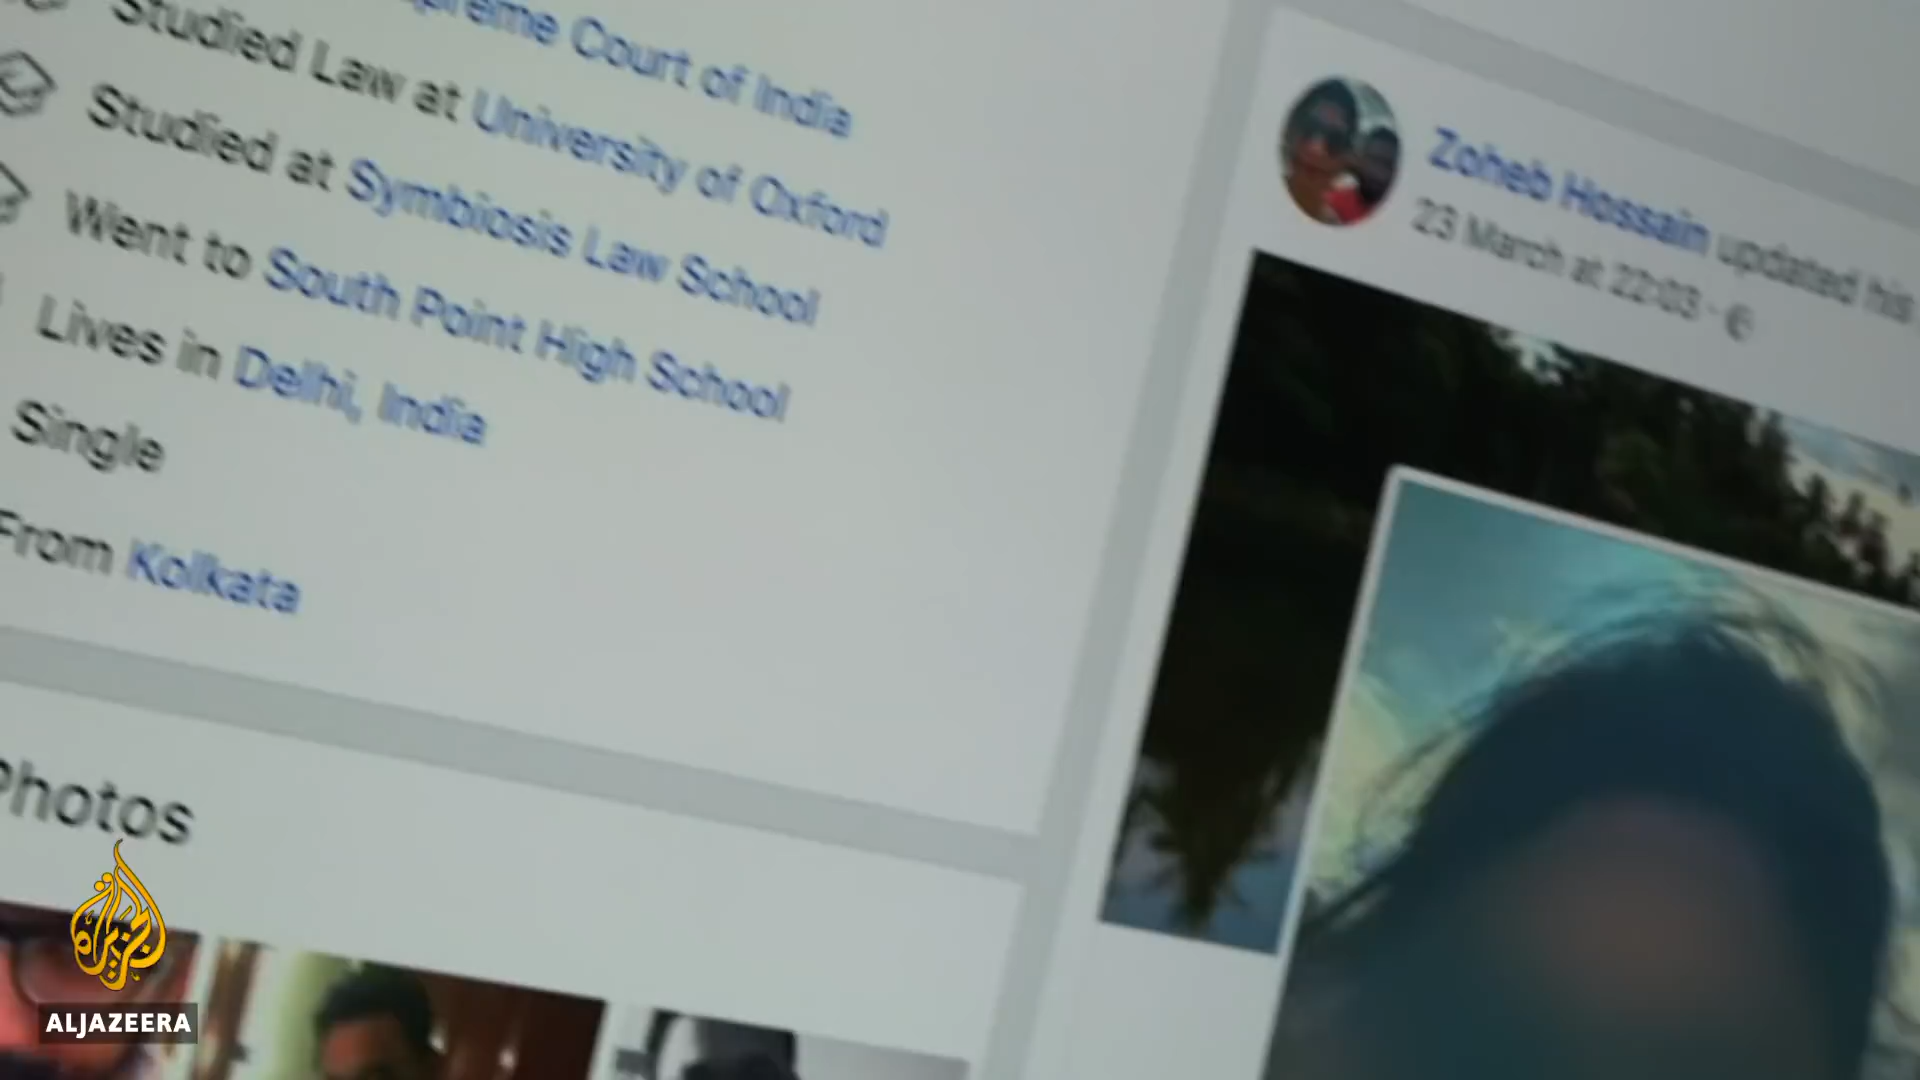 Supreme Court of India
Studied Law at University of Oxford
Studied at Symbiosis Law School
Went to South Point High School
Lives in Delhi, India
Single
From Kolkata
Photos
Zoheb Hossain updated his
23 March at 22:03 ·
الجزيرة
ALJAZEERA